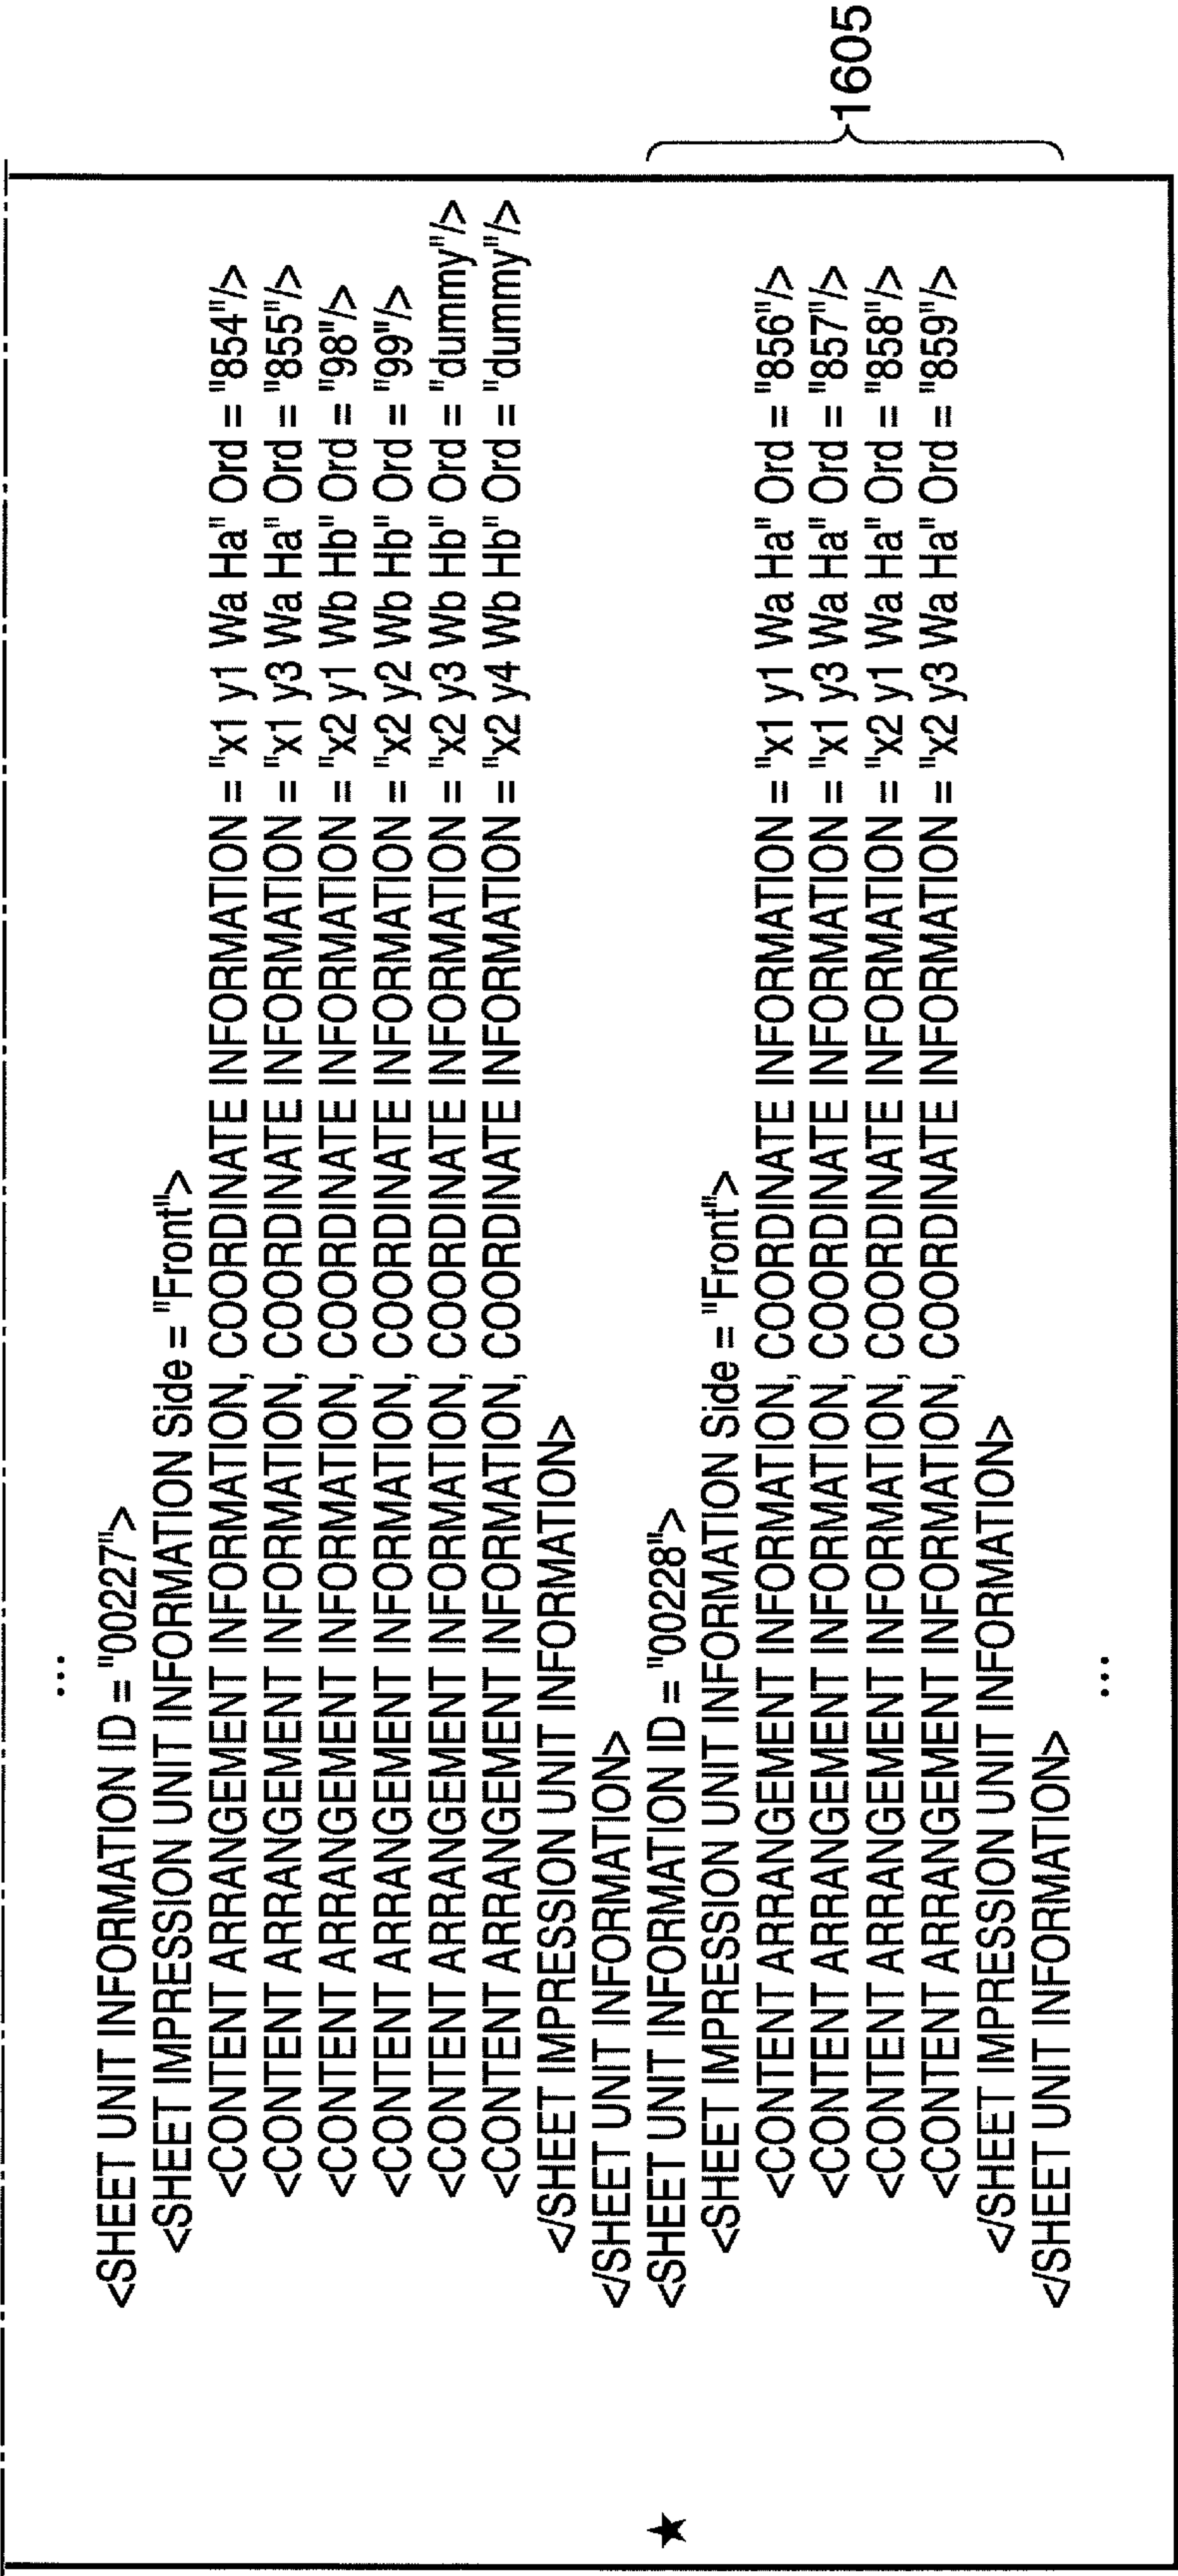 ...
<SHEET UNIT INFORMATION ID = "00227">
<SHEET IMPRESSION UNIT INFORMATION Side = "Front">
<CONTENT ARRANGEMENT INFORMATION, COORDINATE INFORMATION ="x1 y1 Wa Ha" Ord ="854"/>
<CONTENT ARRANGEMENT INFORMATION, COORDINATE INFORMATION ="x1 y3 Wa Ha" Ord ="855"/>
<CONTENT ARRANGEMENT INFORMATION, COORDINATE INFORMATION ="x2 y1 Wb Hb" Ord ="98"/>
<CONTENT ARRANGEMENT INFORMATION, COORDINATE INFORMATION ="x2 y2 Wb Hb" Ord ="99"/>
<CONTENT ARRANGEMENT INFORMATION, COORDINATE INFORMATION ="x2 y3 Wb Hb" Ord ="dummy"/>
<CONTENT ARRANGEMENT INFORMATION, COORDINATE INFORMATION ="x2 y4 Wb Hb" Ord ="dummy"/>
</SHEET IMPRESSION UNIT INFORMATION>
</SHEET UNIT INFORMATION>
★ <SHEET UNIT INFORMATION ID = "00228">
<SHEET IMPRESSION UNIT INFORMATION Side = "Front">
<CONTENT ARRANGEMENT INFORMATION, COORDINATE INFORMATION ="x1 y1 Wa Ha" Ord ="856"/>
<CONTENT ARRANGEMENT INFORMATION, COORDINATE INFORMATION ="x1 y3 Wa Ha" Ord ="857"/>
<CONTENT ARRANGEMENT INFORMATION, COORDINATE INFORMATION ="x2 y1 Wa Ha" Ord ="858"/>
<CONTENT ARRANGEMENT INFORMATION, COORDINATE INFORMATION ="x2 y3 Wa Ha" Ord ="859"/>
</SHEET IMPRESSION UNIT INFORMATION>
</SHEET UNIT INFORMATION>
...
1605